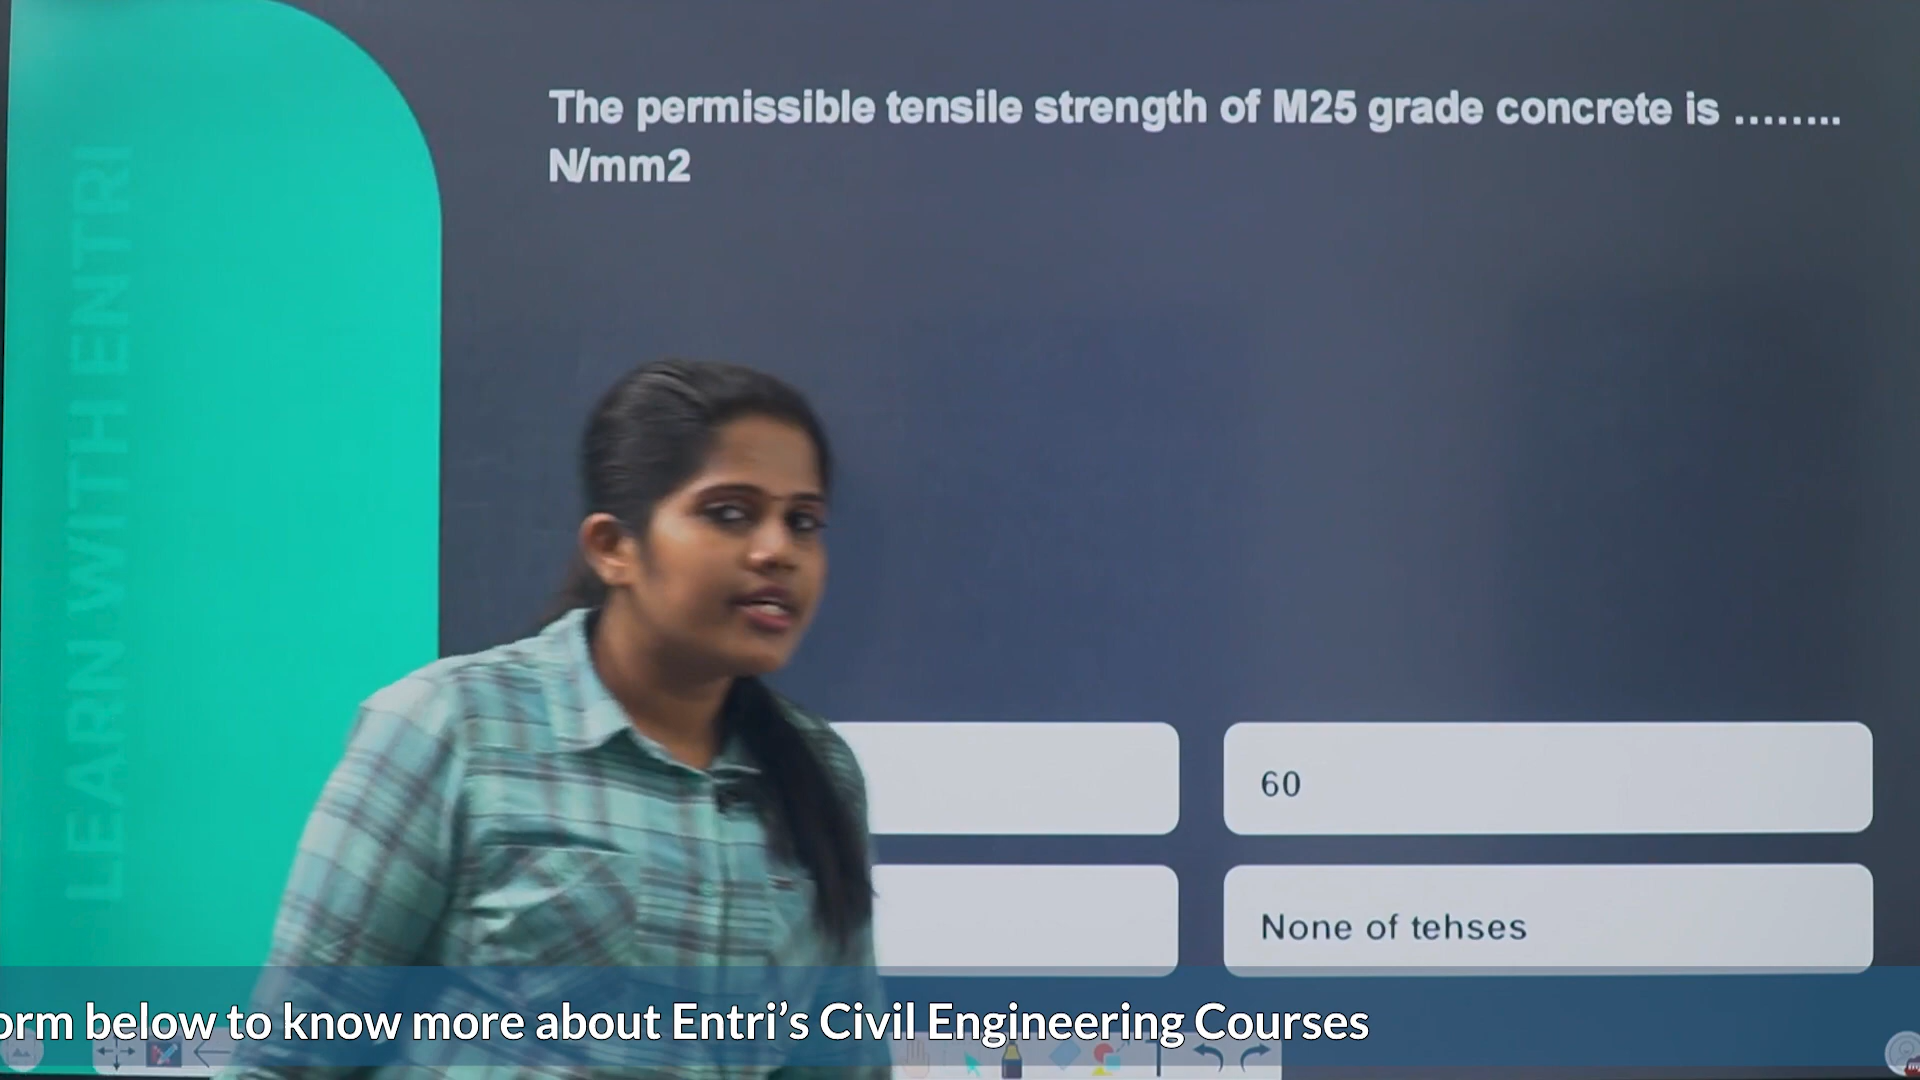 The permissible tensile strength of M25 grade concrete is ........
N/mm2
LEARN WITH ENTRI
60
None of tehses
orm below to know more about Entri's Civil Engineering Courses